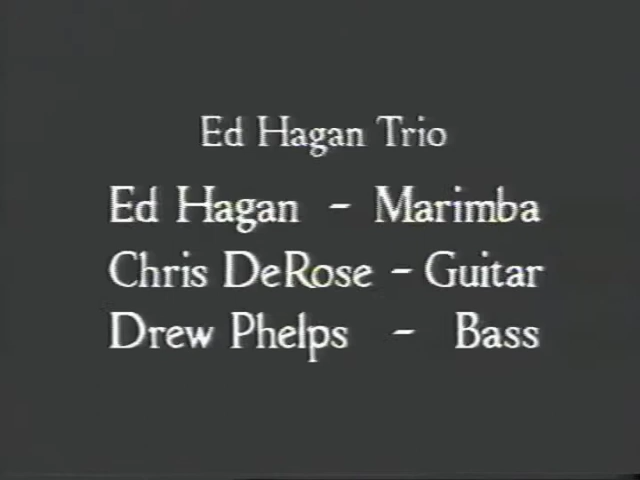 Ed Hagan Trio
Ed Hagan - Marimba
Chris DeRose - Guitar
Drew Phelps - Bass